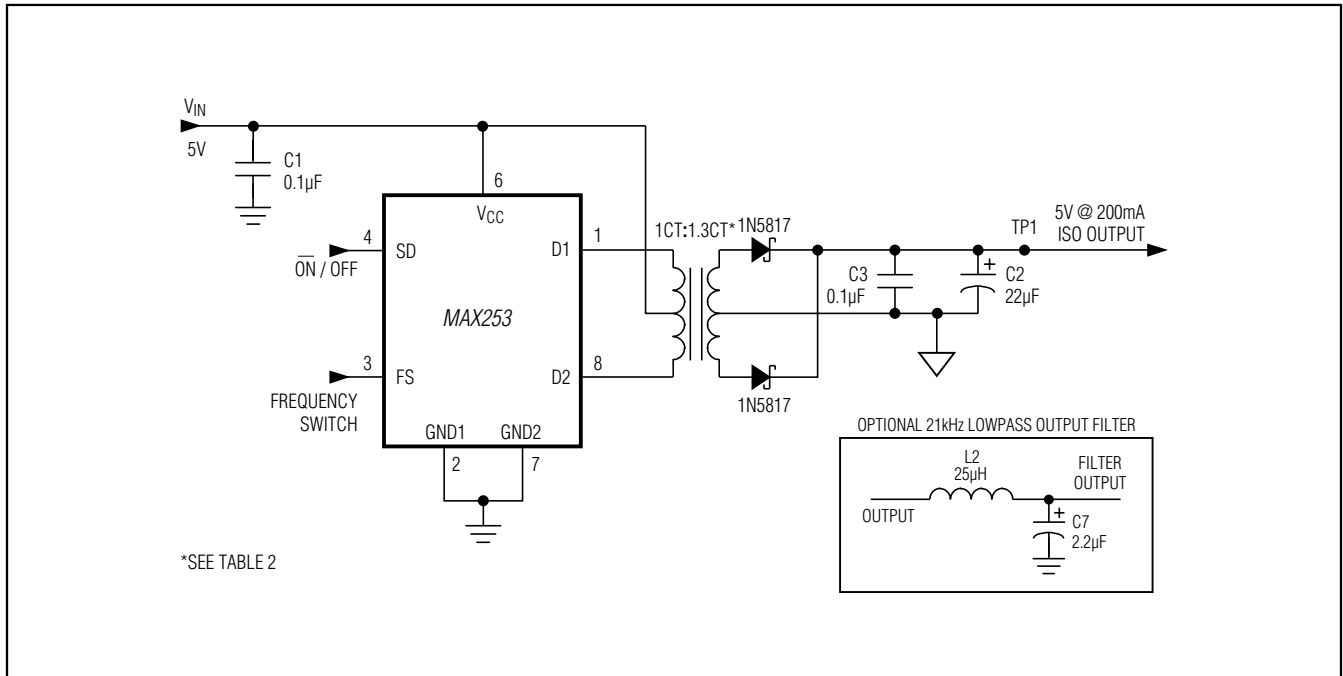 VIN
5V
C1
0.1µF
6
VCC
4
SD
ON / OFF
MAX253
D1
1
3
FS
FREQUENCY
SWITCH
D2
8
GND1
GND2
2
7
1CT:1.3CT*
1N5817
1N5817
C3
0.1µF
+
C2
22µF
TP1
5V @ 200mA
ISO OUTPUT
OPTIONAL 21kHz LOWPASS OUTPUT FILTER
L2
25µH
OUTPUT
FILTER
OUTPUT
+
C7
2.2µF
*SEE TABLE 2